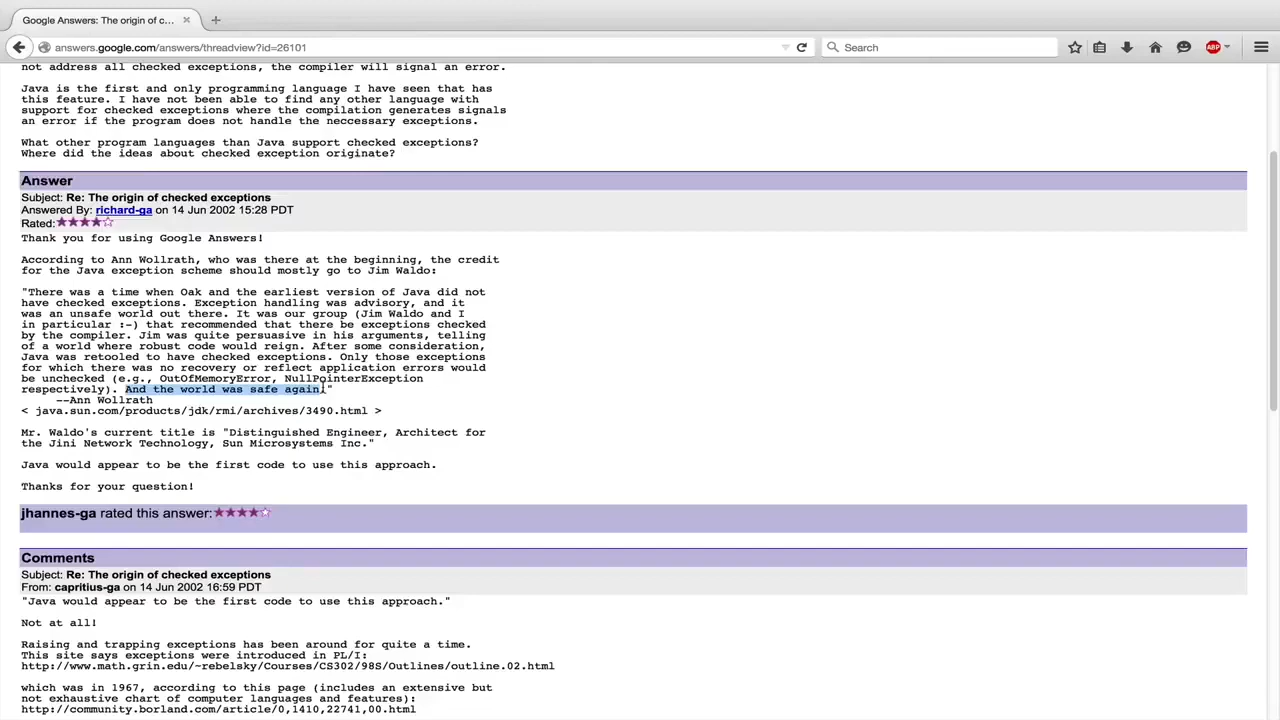 Google Answers: The origin of c...
answers.google.com/answers/threadview?id=26101
Search
ABP
not address all checked exceptions, the compiler will signal an error.
Java is the first and only programming language I have seen that has
this feature. I have not been able to find any other language with
support for checked exceptions where the compilation generates signals
an error if the program does not handle the neccessary exceptions.
What other program languages than Java support checked exceptions?
Where did the ideas about checked exception originate?
Answer
Subject: Re: The origin of checked exceptions
Answered By: richard-ga on 14 Jun 2002 15:28 PDT
Rated:
Thank you for using Google Answers!
According to Ann Wollrath, who was there at the beginning, the credit
for the Java exception scheme should mostly go to Jim Waldo:
"There was a time when Oak and the earliest version of Java did not
have checked exceptions. Exception handling was advisory, and it
was an unsafe world out there. It was our group (Jim Waldo and I
in particular :-) that recommended that there be exceptions checked
by the compiler. Jim was quite persuasive in his arguments, telling
of a world where robust code would reign. After some consideration,
Java was retooled to have checked exceptions. Only those exceptions
for which there was no recovery or reflect application errors would
be unchecked (e.g., OutOfMemoryError, NullPointerException
respectively). And the world was safe again."
--Ann Wollrath
< java.sun.com/products/jdk/rmi/archives/3490.html >
Mr. Waldo's current title is "Distinguished Engineer, Architect for
the Jini Network Technology, Sun Microsystems Inc."
Java would appear to be the first code to use this approach.
Thanks for your question!
jhannes-ga rated this answer:
Comments
Subject: Re: The origin of checked exceptions
From: capritius-ga on 14 Jun 2002 16:59 PDT
"Java would appear to be the first code to use this approach."
Not at all!
Raising and trapping exceptions has been around for quite a time.
This site says exceptions were introduced in PL/I:
http://www.math.grin.edu/~rebelsky/Courses/CS302/98S/Outlines/outline.02.html
which was in 1967, according to this page (includes an extensive but
not exhaustive chart of computer languages and features):
http://community.borland.com/article/0,1410,22741,00.html